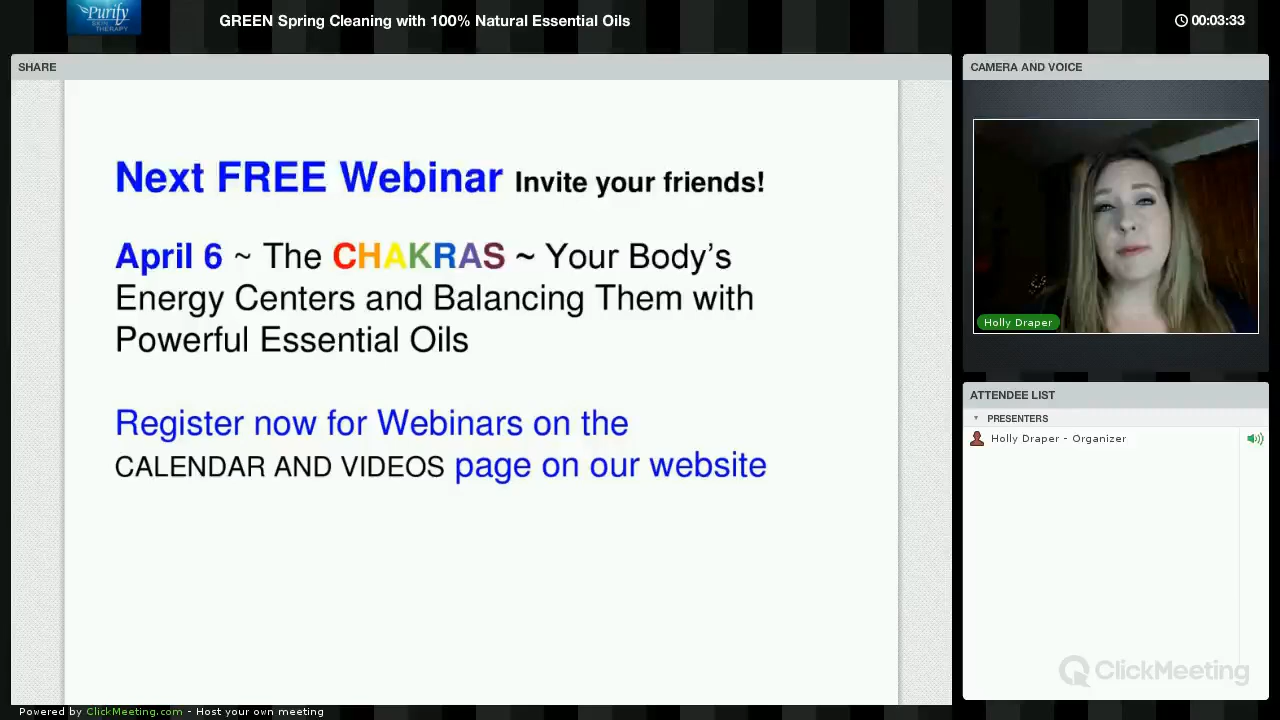 Purify
SKIN
THERAPY
GREEN Spring Cleaning with 100% Natural Essential Oils
00:03:33
SHARE
Next FREE Webinar Invite your friends!
April 6 ~ The CHAKRAS ~ Your Body’s
Energy Centers and Balancing Them with
Powerful Essential Oils
Register now for Webinars on the
CALENDAR AND VIDEOS page on our website
CAMERA AND VOICE
Holly Draper
ATTENDEE LIST
PRESENTERS
Holly Draper - Organizer
ClickMeeting
Powered by ClickMeeting.com - Host your own meeting